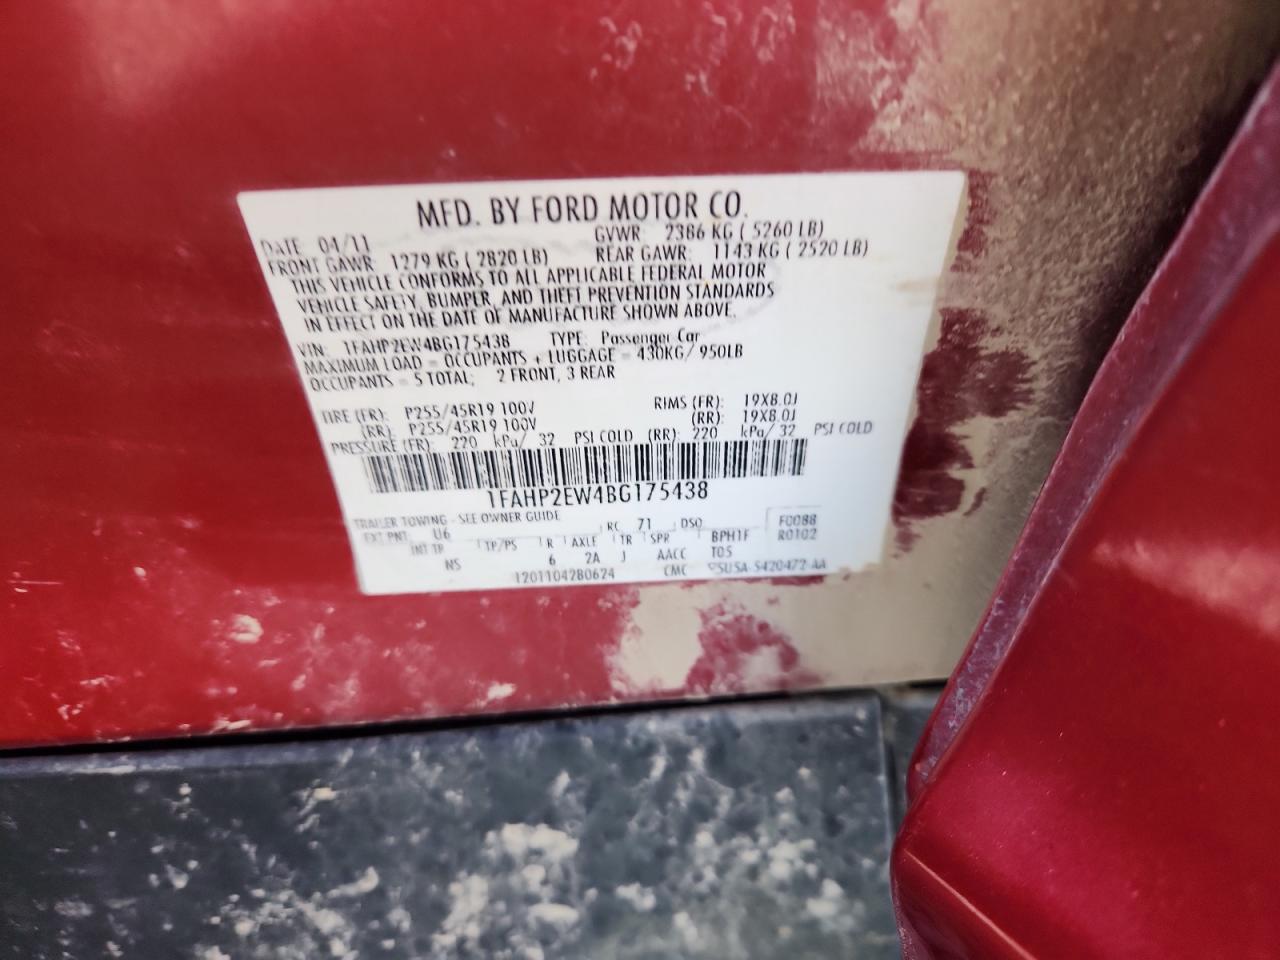 MFD. BY FORD MOTOR CO.
DATE 04/11 GVWR: 2386 KG ( 5260 LB)
FRONT GAWR: 1279 KG ( 2820 LB) REAR GAWR: 1143 KG ( 2520 LB)
THIS VEHICLE CONFORMS TO ALL APPLICABLE FEDERAL MOTOR
VEHICLE SAFETY, BUMPER, AND THEFT PREVENTION STANDARDS
IN EFFECT ON THE DATE OF MANUFACTURE SHOWN ABOVE.
VIN: 1FAHP2EW4BG175438 TYPE: Passenger Car
MAXIMUM LOAD = OCCUPANTS + LUGGAGE = 430KG/ 950LB
OCCUPANTS = 5 TOTAL; 2 FRONT, 3 REAR
TIRE (FR): P255/45R19 100V RIMS (FR): 19X8.0J
(RR): P255/45R19 100V (RR): 19X8.0J
PRESSURE (FR): 220 kPa/ 32 PSI COLD (RR): 220 kPa/ 32 PSI COLD
1FAHP2EW4BG175438
TRAILER TOWING - SEE OWNER GUIDE
EXT PNT: U6 RC: 71 DSO: F0088
R0102
INT TR TP/PS R AXLE TR SPR BPH1F
NS 6 2A J AACC T05
12011042B0624 CMC